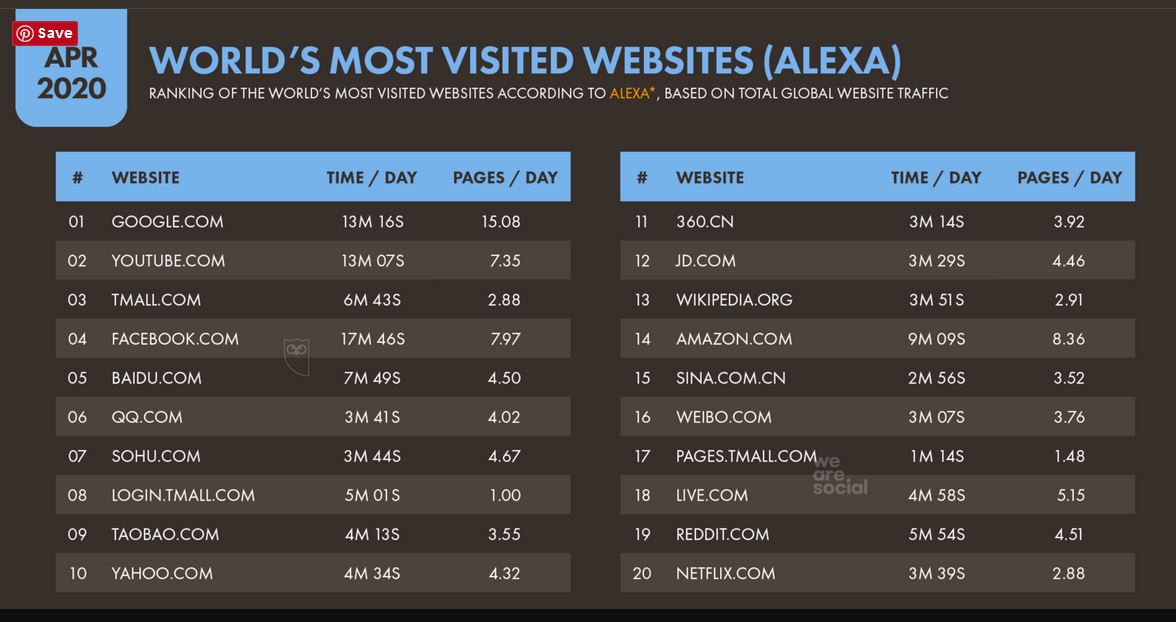 Save
APR
2020
WORLD'S MOST VISITED WEBSITES (ALEXA)
RANKING OF THE WORLD'S MOST VISITED WEBSITES ACCORDING TO ALEXA*, BASED ON TOTAL GLOBAL WEBSITE TRAFFIC
# WEBSITE TIME / DAY PAGES / DAY
01 GOOGLE.COM 13M 16S 15.08
02 YOUTUBE.COM 13M 07S 7.35
03 TMALL.COM 6M 43S 2.88
04 FACEBOOK.COM 17M 46S 7.97
05 BAIDU.COM 7M 49S 4.50
06 QQ.COM 3M 41S 4.02
07 SOHU.COM 3M 44S 4.67
08 LOGIN.TMALL.COM 5M 01S 1.00
09 TAOBAO.COM 4M 13S 3.55
10 YAHOO.COM 4M 34S 4.32
# WEBSITE TIME / DAY PAGES / DAY
11 360.CN 3M 14S 3.92
12 JD.COM 3M 29S 4.46
13 WIKIPEDIA.ORG 3M 51S 2.91
14 AMAZON.COM 9M 09S 8.36
15 SINA.COM.CN 2M 56S 3.52
16 WEIBO.COM 3M 07S 3.76
17 PAGES.TMALL.COM 1M 14S 1.48
18 LIVE.COM 4M 58S 5.15
19 REDDIT.COM 5M 54S 4.51
20 NETFLIX.COM 3M 39S 2.88
we
are
social